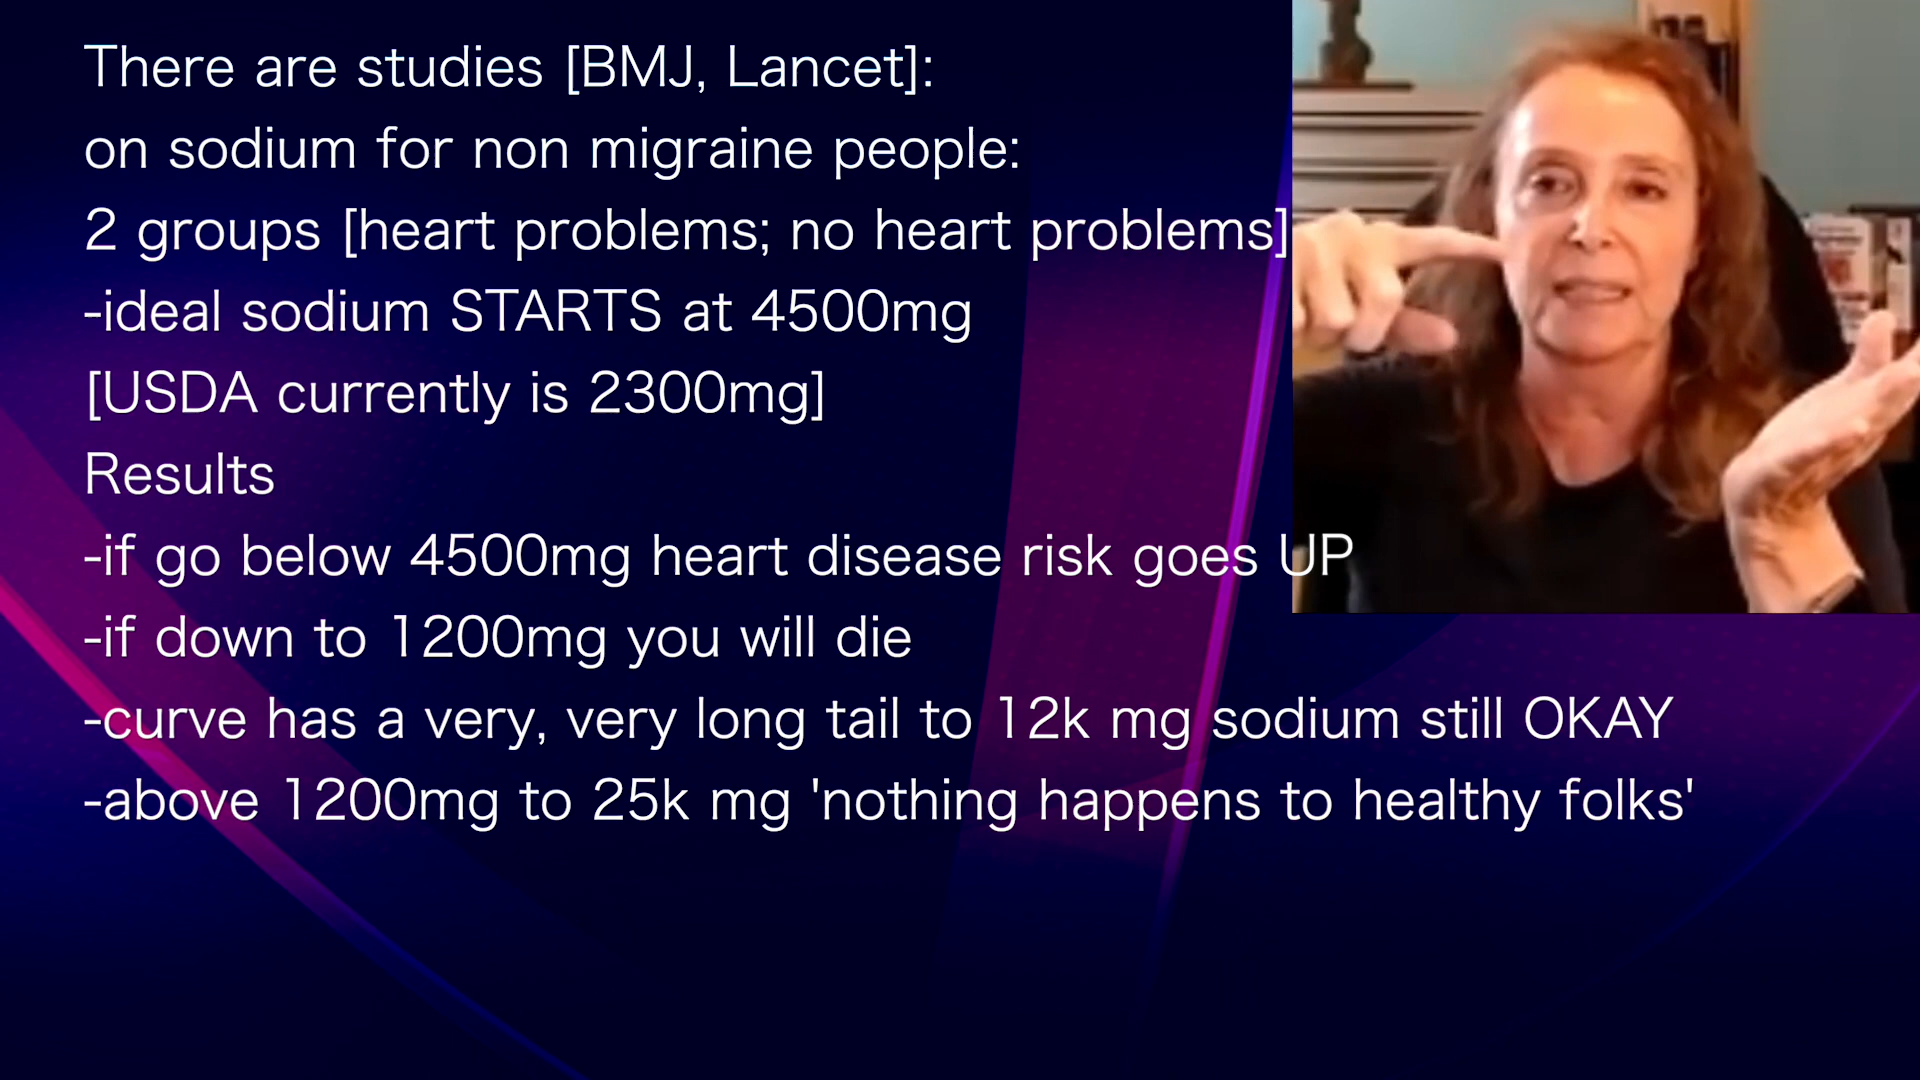 There are studies [BMJ, Lancet]:
on sodium for non migraine people:
2 groups [heart problems; no heart problems]
-ideal sodium STARTS at 4500mg
[USDA currently is 2300mg]
Results
-if go below 4500mg heart disease risk goes UP
-if down to 1200mg you will die
-curve has a very, very long tail to 12k mg sodium still OKAY
-above 1200mg to 25k mg 'nothing happens to healthy folks'